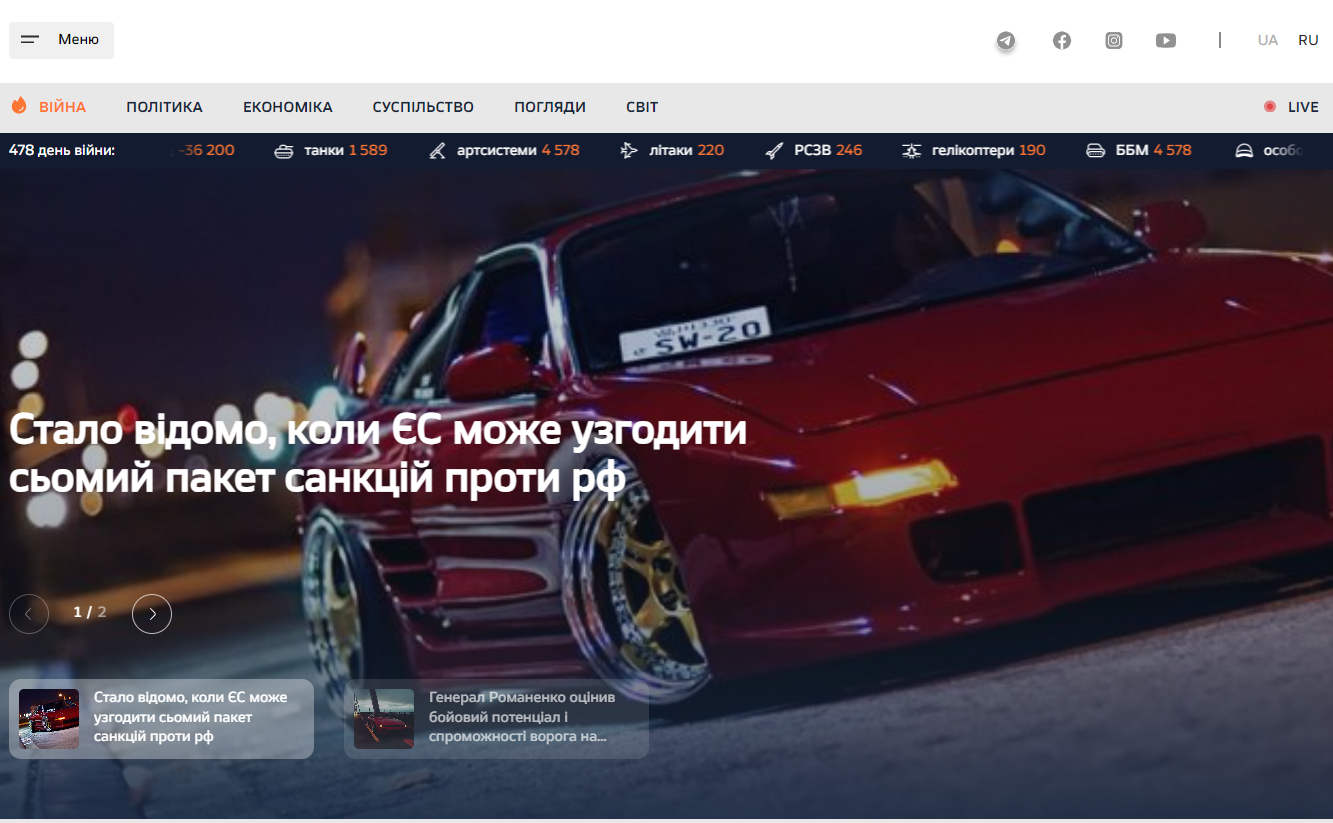 Меню
UA RU
ВІЙНА ПОЛІТИКА ЕКОНОМІКА СУСПІЛЬСТВО ПОГЛЯДИ СВІТ LIVE
478 день війни: ~36 200 танки 1 589 артсистеми 4 578 літаки 220 РСЗВ 246 гелікоптери 190 ББМ 4 578 особо
SW-20
Стало відомо, коли ЄС може узгодити
сьомий пакет санкцій проти рф
1 / 2
Стало відомо, коли ЄС може
узгодити сьомий пакет
санкцій проти рф
Генерал Романенко оцінив
бойовий потенціал і
спроможності ворога на...